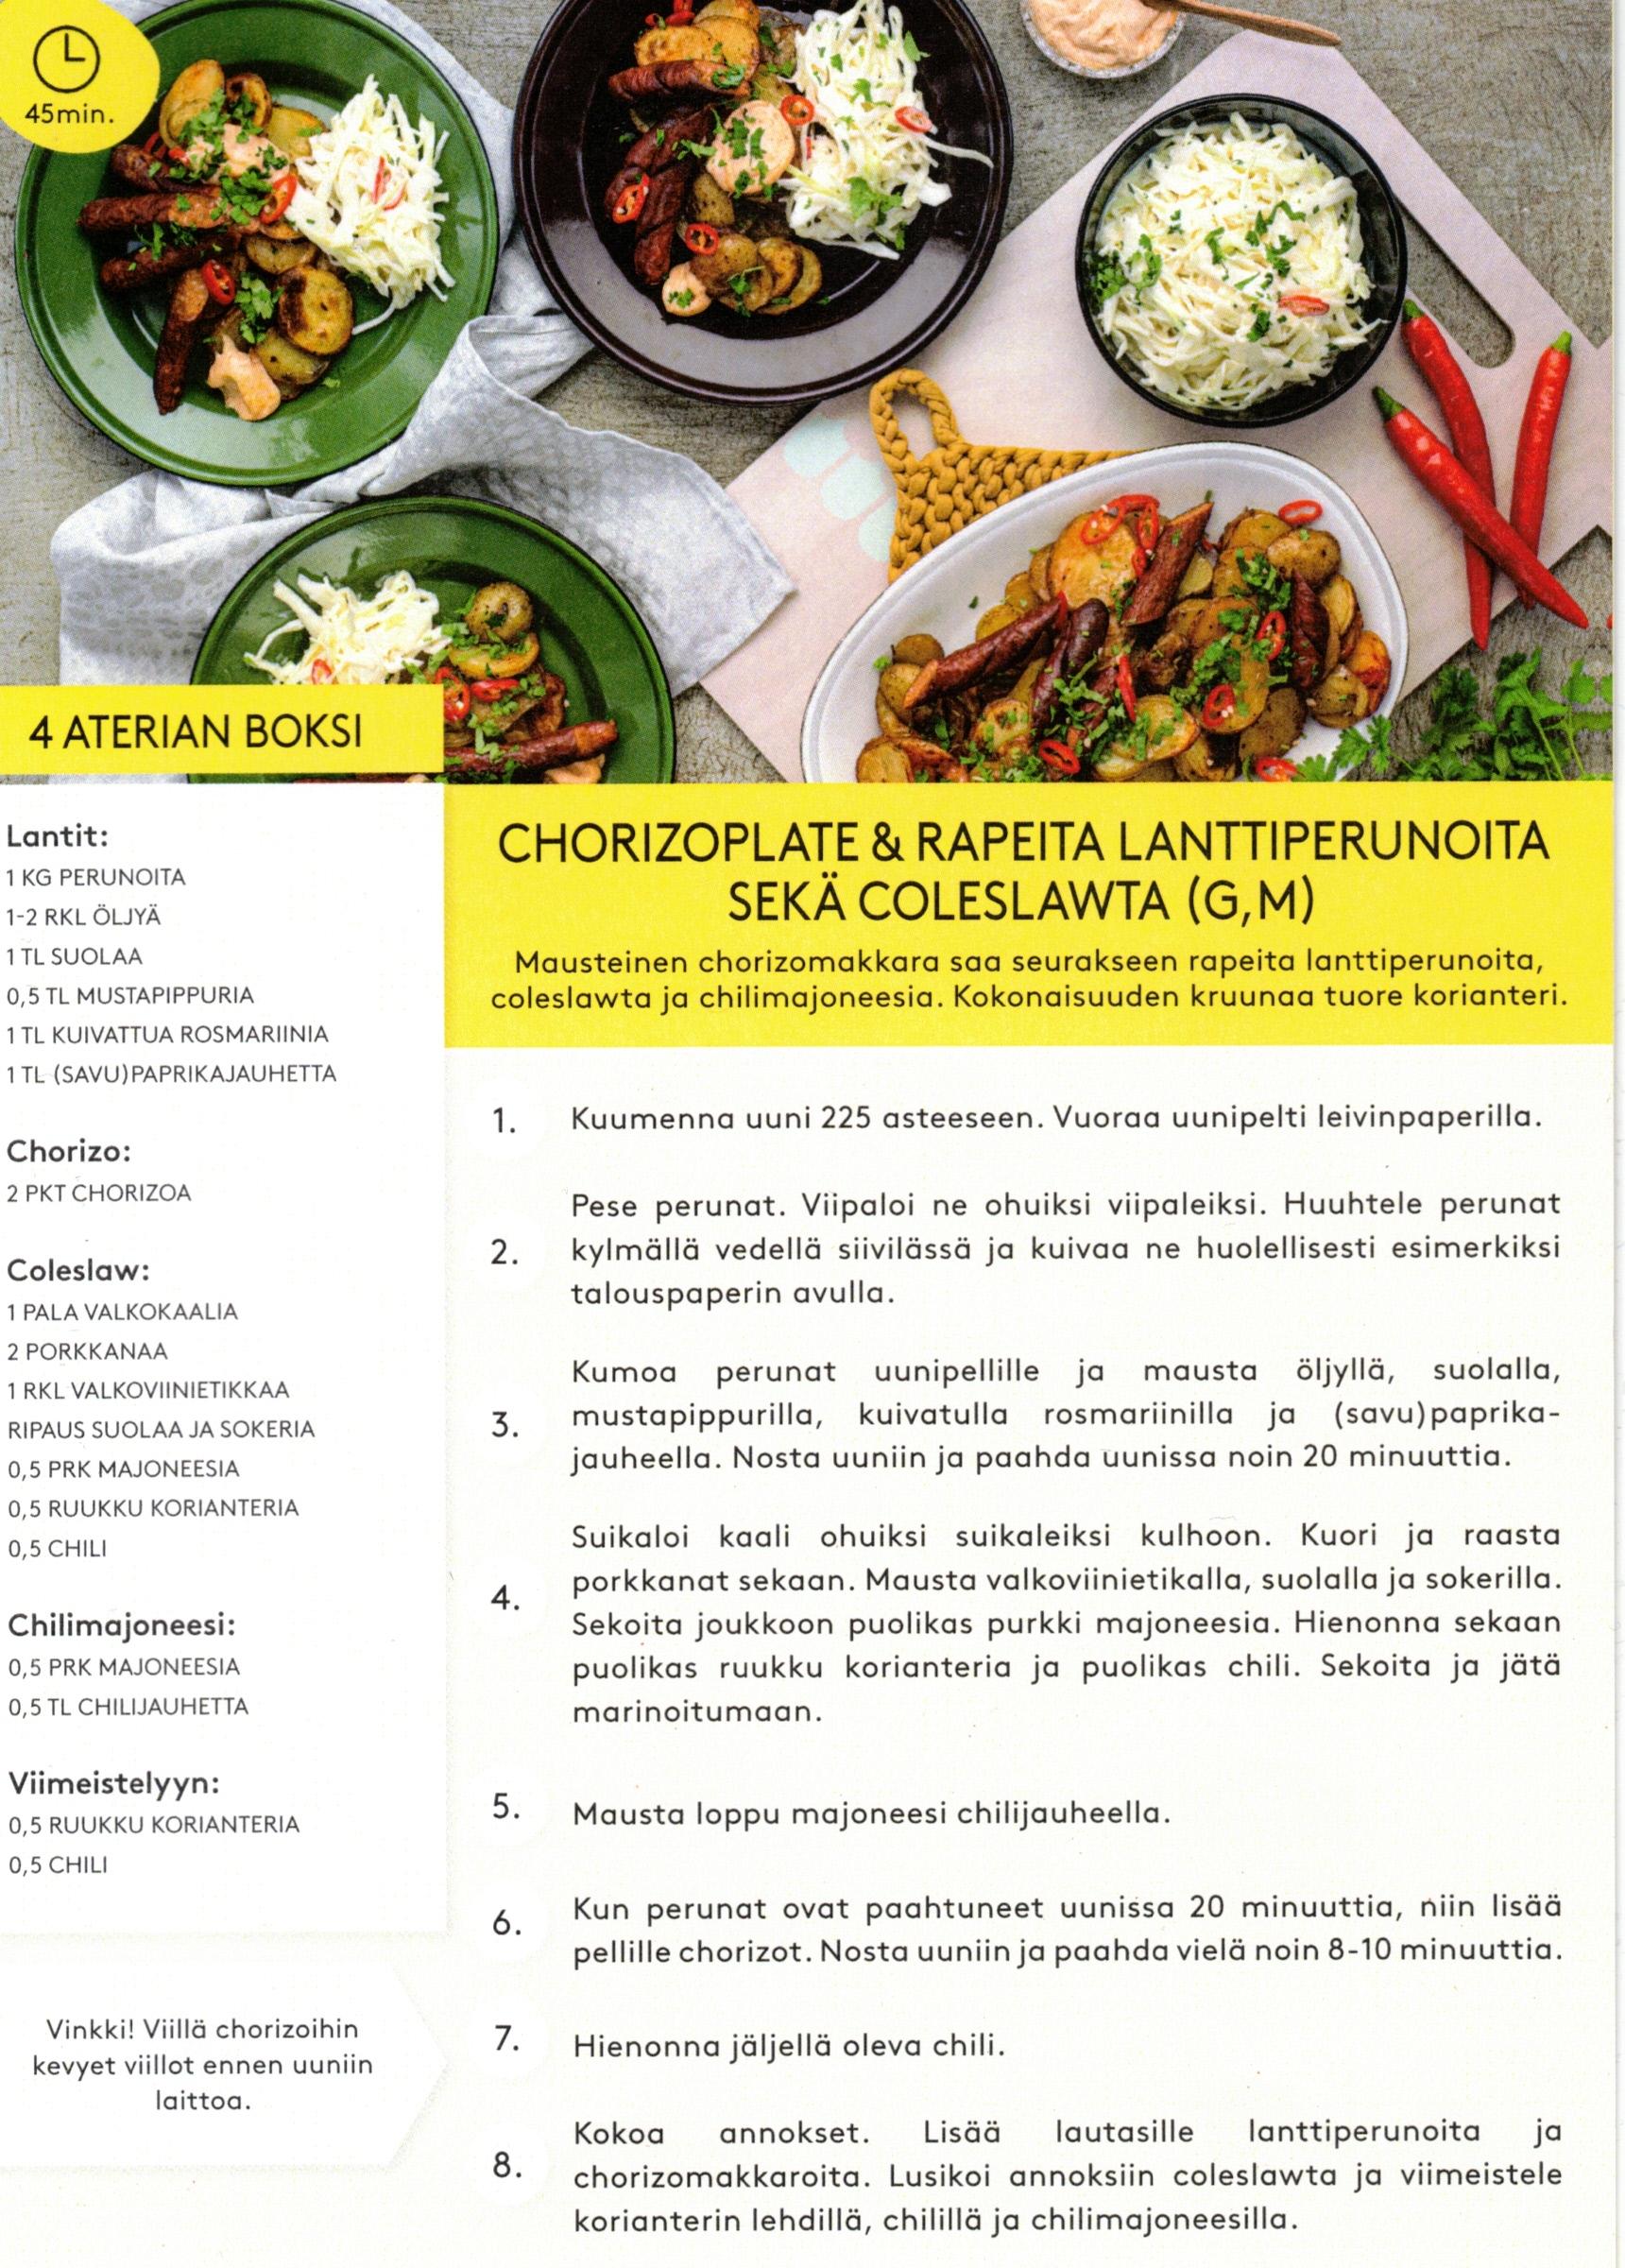 45min.
4 ATERIAN BOKSI
Lantit:
1 KG PERUNOITA
1-2 RKL ÖLJYÄ
1 TL SUOLAA
0,5 TL MUSTAPIPPURIA
1 TL KUIVATTUA ROSMARIINIA
1 TL (SAVU)PAPRIKAJAUHETTA
Chorizo:
2 PKT CHORIZOA
Coleslaw:
1 PALA VALKOKAALIA
2 PORKKANAA
1 RKL VALKOVIINIETIKKAA
RIPAUS SUOLAA JA SOKERIA
0,5 PRK MAJONEESIA
0,5 RUUKKU KORIANTERIA
0,5 CHILI
Chilimajoneesi:
0,5 PRK MAJONEESIA
0,5 TL CHILIJAUHETTA
Viimeistelyyn:
0,5 RUUKKU KORIANTERIA
0,5 CHILI
Vinkki! Viillä chorizoihin
kevyet viillot ennen uuniin
laittoa.
CHORIZOPLATE & RAPEITA LANTTIPERUNOITA
SEKÄ COLESLAWTA (G,M)
Mausteinen chorizomakkara saa seurakseen rapeita lanttiperunoita,
coleslawta ja chilimajoneesia. Kokonaisuuden kruunaa tuore korianteri.
1. Kuumenna uuni 225 asteeseen. Vuoraa uunipelti leivinpaperilla.
Pese perunat. Viipaloi ne ohuiksi viipaleiksi. Huuhtele perunat
2. kylmällä vedellä siivilässä ja kuivaa ne huolellisesti esimerkiksi
talouspaperin avulla.
Kumoa perunat uunipellille ja mausta öljyllä, suolalla,
3. mustapippurilla, kuivatulla rosmariinilla ja (savu)paprika-
jauheella. Nosta uuniin ja paahda uunissa noin 20 minuuttia.
Suikaloi kaali ohuiksi suikaleiksi kulhoon. Kuori ja raasta
4. porkkanat sekaan. Mausta valkoviinietikalla, suolalla ja sokerilla.
Sekoita joukkoon puolikas purkki majoneesia. Hienonna sekaan
puolikas ruukku korianteria ja puolikas chili. Sekoita ja jätä
marinoitumaan.
5. Mausta loppu majoneesi chilijauheella.
6. Kun perunat ovat paahtuneet uunissa 20 minuuttia, niin lisää
pellille chorizot. Nosta uuniin ja paahda vielä noin 8-10 minuuttia.
7. Hienonna jäljellä oleva chili.
Kokoa annokset. Lisää lautasille lanttiperunoita ja
8. chorizomakkaroita. Lusikoi annoksiin coleslawta ja viimeistele
korianterin lehdillä, chilillä ja chilimajoneesilla.